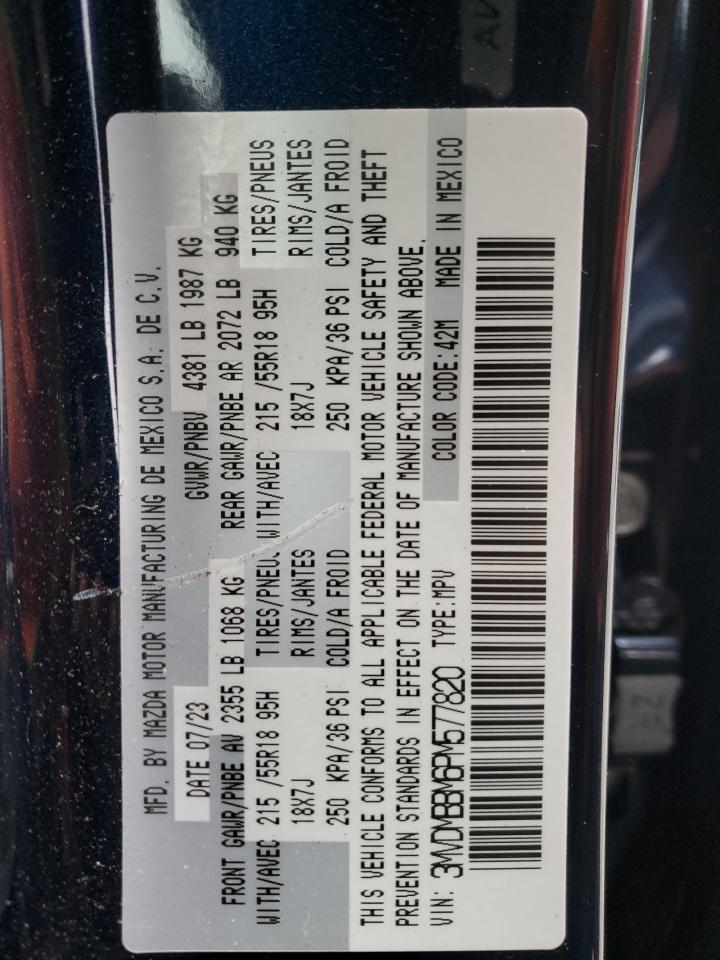 MFD. BY MAZDA MOTOR MANUFACTURING DE MEXICO S.A. DE C.V.
DATE 07/23 GVWR/PNBV 4381 LB 1987 KG
FRONT GAWR/PNBE AV 2355 LB 1068 KG REAR GAWR/PNBE AR 2072 LB 940 KG
WITH/AVEC 215 /55R18 95H TIRES/PNEU WITH/AVEC 215 /55R18 95H TIRES/PNEUS
18X7J RIMS/JANTES 18X7J RIMS/JANTES
250 KPA/36 PSI COLD/A FROID 250 KPA/36 PSI COLD/A FROID
THIS VEHICLE CONFORMS TO ALL APPLICABLE FEDERAL MOTOR VEHICLE SAFETY AND THEFT
PREVENTION STANDARDS IN EFFECT ON THE DATE OF MANUFACTURE SHOWN ABOVE.
VIN: 3MVDMBBM6PM577820 TYPE:MPV COLOR CODE:42M MADE IN MEXICO